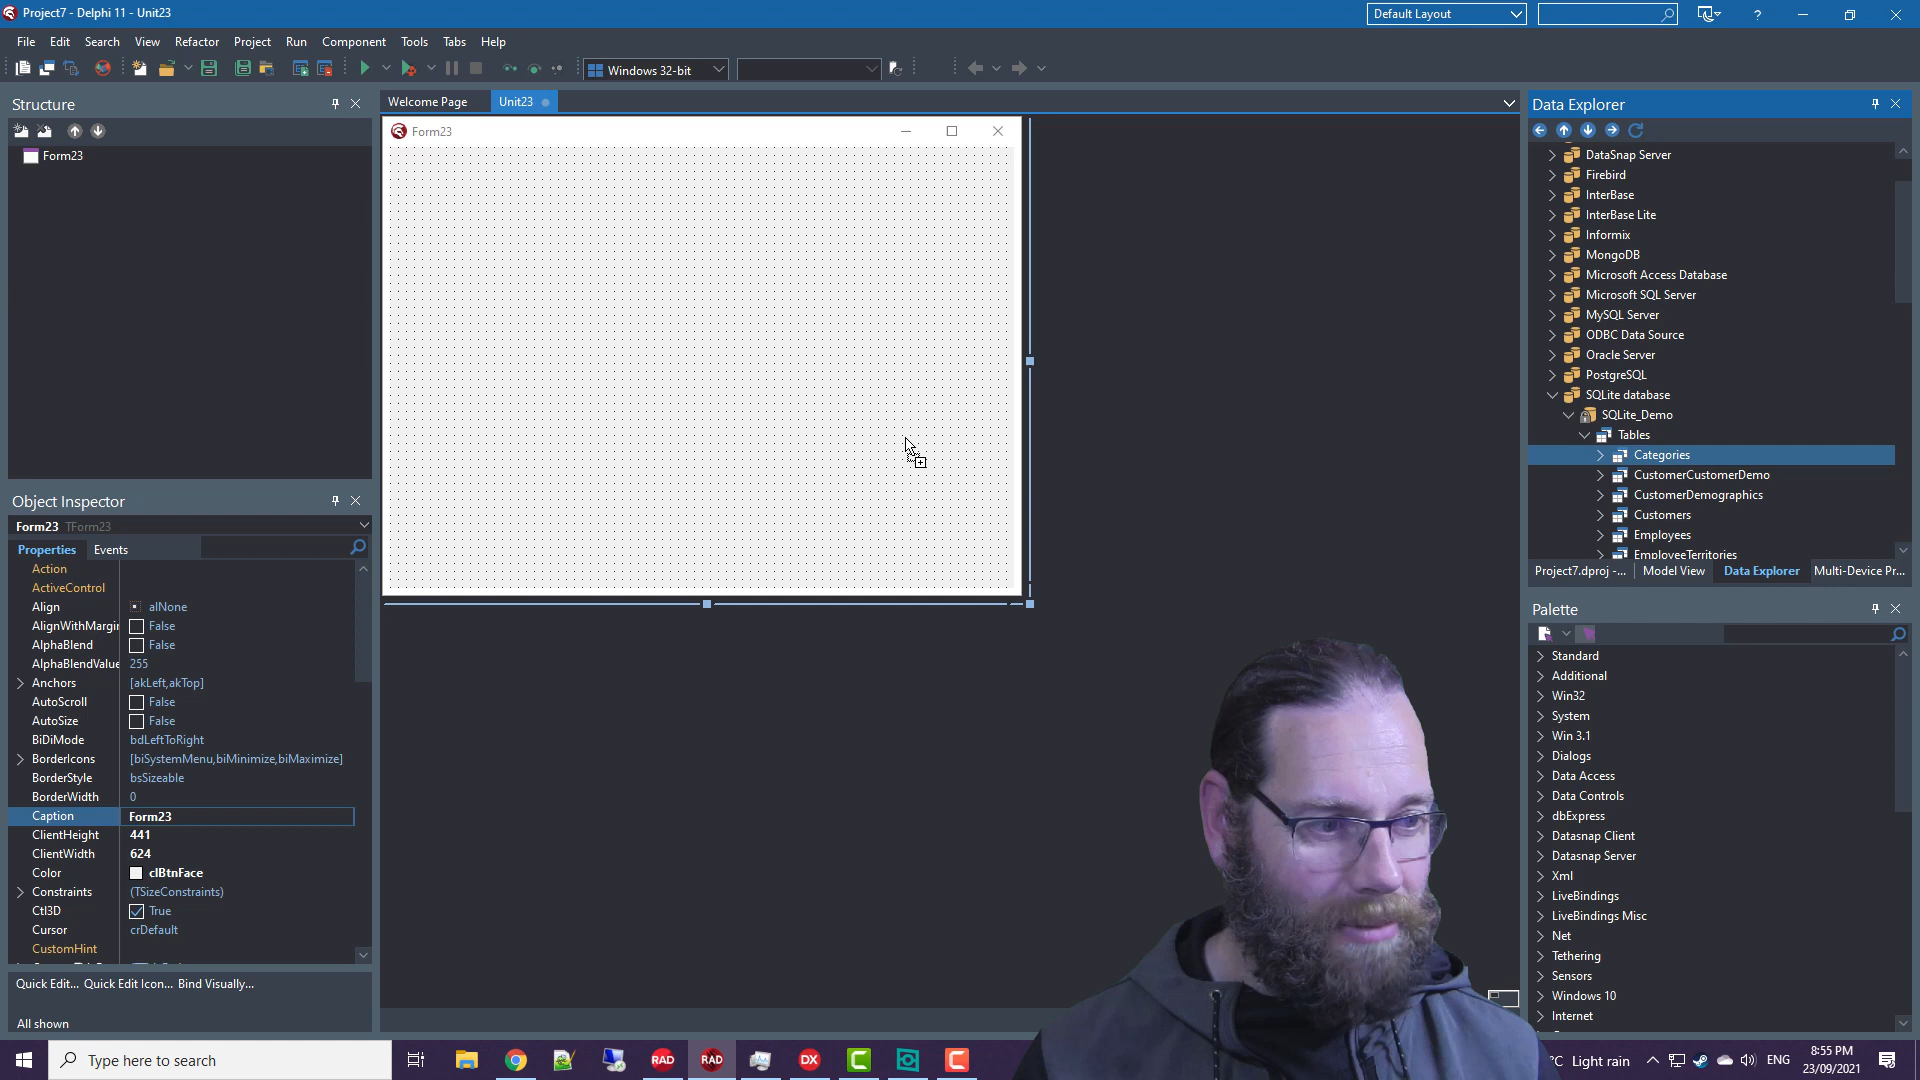 Project7 - Delphi 11 - Unit23
Default Layout
?
File Edit Search View Refactor Project Run Component Tools Tabs Help
Windows 32-bit
Structure
Form23
Welcome Page
Unit23
Form23
Object Inspector
Form23 TForm23
Properties
Events
Action
ActiveControl
Align alNone
AlignWithMargin False
AlphaBlend False
AlphaBlendValue 255
Anchors [akLeft,akTop]
AutoScroll False
AutoSize False
BiDiMode bdLeftToRight
BorderIcons [biSystemMenu,biMinimize,biMaximize]
BorderStyle bsSizeable
BorderWidth 0
Caption Form23
ClientHeight 441
ClientWidth 624
Color clBtnFace
Constraints (TSizeConstraints)
Ctl3D True
Cursor crDefault
CustomHint
Quick Edit... Quick Edit Icon... Bind Visually...
All shown
Data Explorer
DataSnap Server
Firebird
InterBase
InterBase Lite
Informix
MongoDB
Microsoft Access Database
Microsoft SQL Server
MySQL Server
ODBC Data Source
Oracle Server
PostgreSQL
SQLite database
SQLite_Demo
Tables
Categories
CustomerCustomerDemo
CustomerDemographics
Customers
Employees
EmployeeTerritories
Project7.dproj -... Model View Data Explorer Multi-Device Pr...
Palette
Standard
Additional
Win32
System
Win 3.1
Dialogs
Data Access
Data Controls
dbExpress
Datasnap Client
Datasnap Server
Xml
LiveBindings
LiveBindings Misc
Net
Tethering
Sensors
Windows 10
Internet
Type here to search
RAD
RAD
DX
°C Light rain
ENG
8:55 PM
23/09/2021